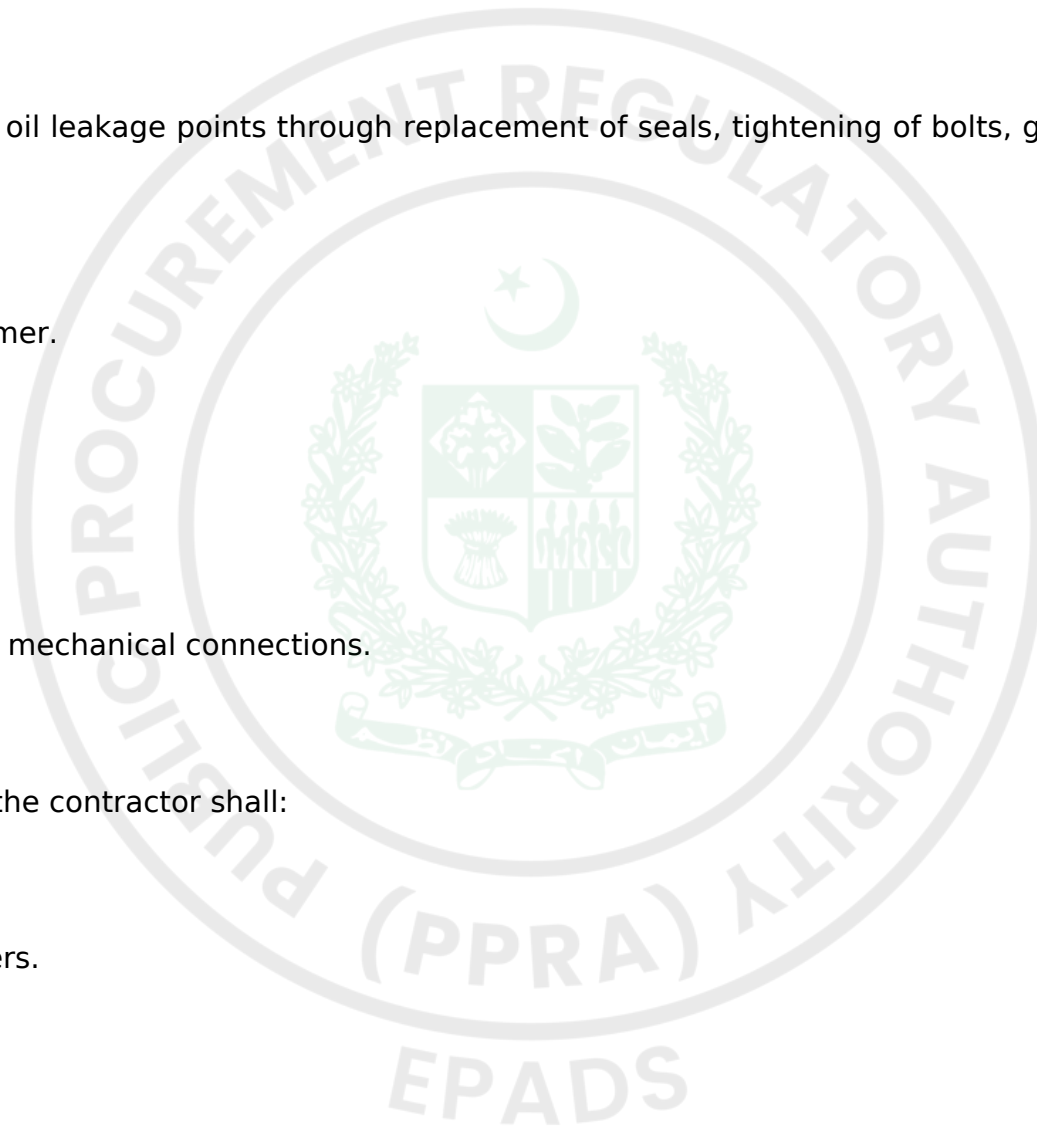 oil leakage points through replacement of seals, tightening of bolts, g
mer.
mechanical connections.
the contractor shall:
ers.
PUBLIC PROCUREMENT REGULATORY AUTHORITY
(PPRA)
EPADS